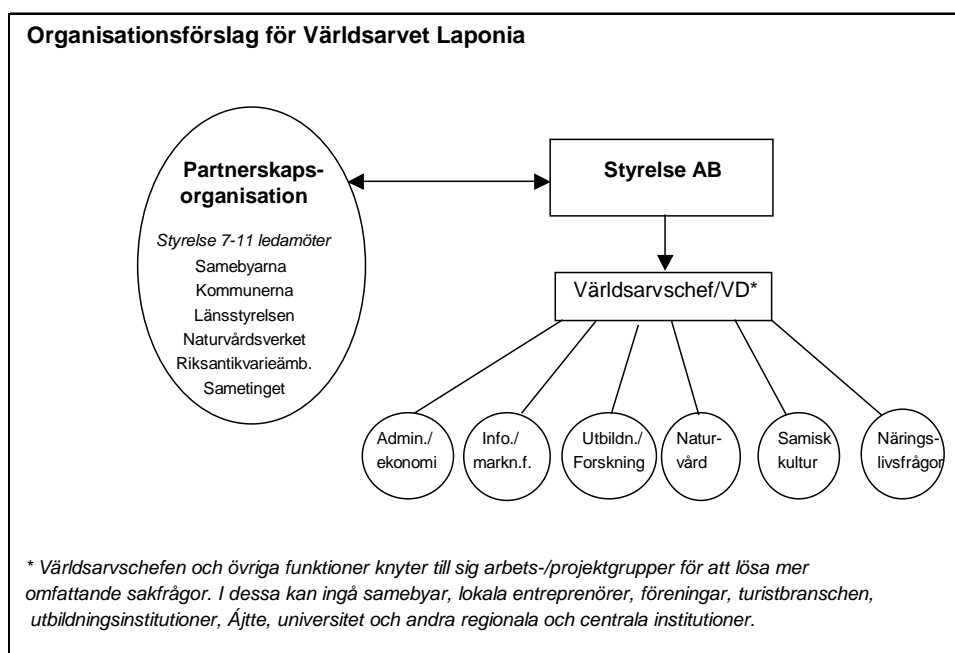 Organisationsförslag för Världsarvet Laponia
Partnerskaps-
organisation
Styrelse 7-11 ledamöter
Samebyarna
Kommunerna
Länsstyrelsen
Naturvårdsverket
Riksantikvarieämb.
Sametinget
Styrelse AB
Världsarvschef/VD*
Admin./
ekonomi
Info./
markn.f.
Utbildn./
Forskning
Natur-
vård
Samisk
kultur
Närings-
livsfrågor
* Världsarvschefen och övriga funktioner knyter till sig arbets-/projektgrupper för att lösa mer
omfattande sakfrågor. I dessa kan ingå samebyar, lokala entreprenörer, föreningar, turistbranschen,
utbildningsinstitutioner, Ájtte, universitet och andra regionala och centrala institutioner.